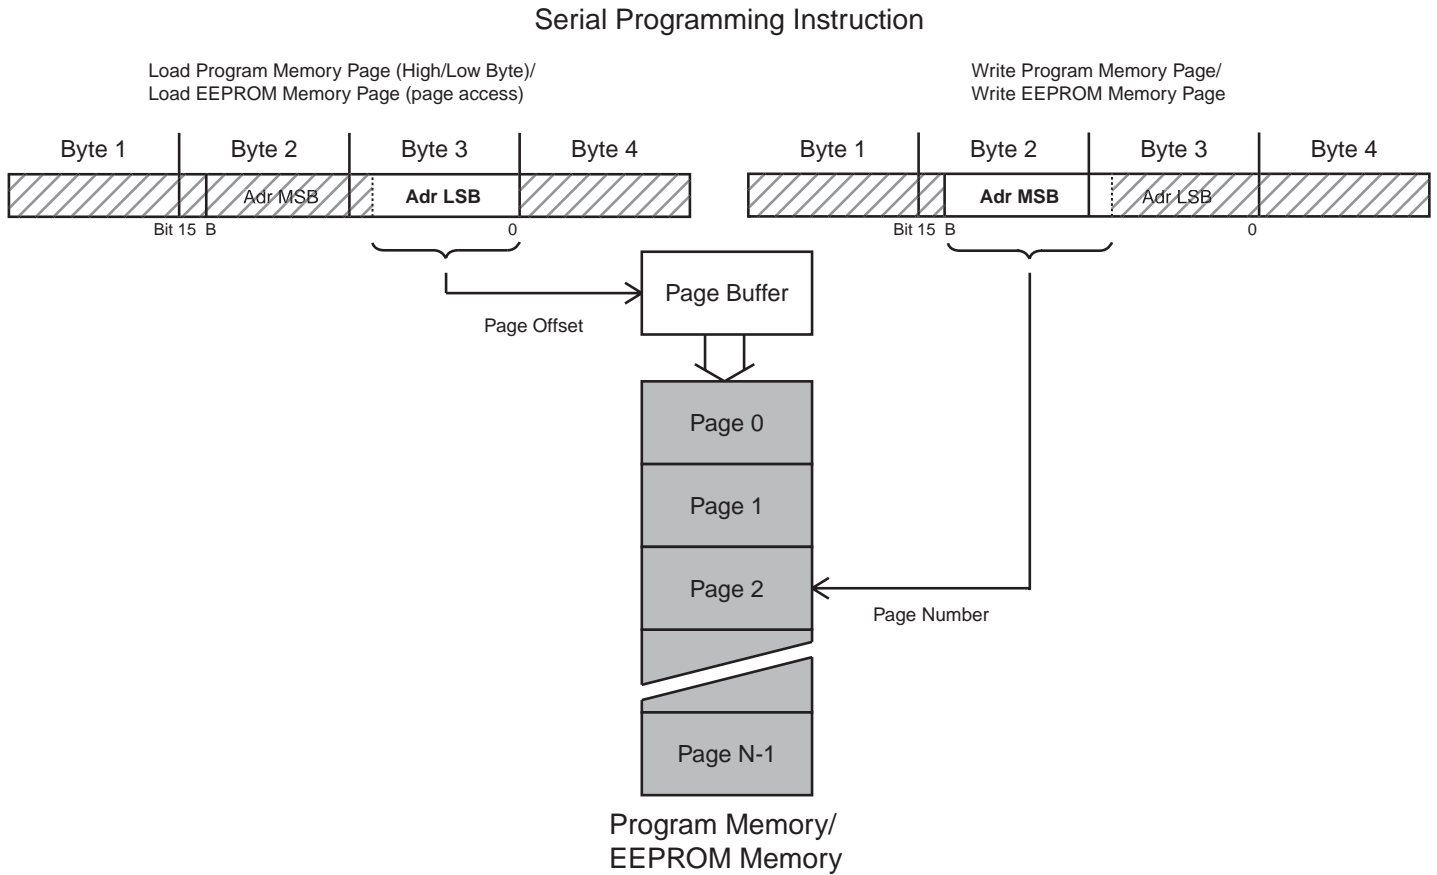 Serial Programming Instruction
Load Program Memory Page (High/Low Byte)/
Load EEPROM Memory Page (page access)
Write Program Memory Page/
Write EEPROM Memory Page
Byte 1 Byte 2 Byte 3 Byte 4
Adr MSB Adr LSB
Bit 15 B 0
Byte 1 Byte 2 Byte 3 Byte 4
Adr MSB Adr LSB
Bit 15 B 0
Page Buffer
Page Offset
Page 0
Page 1
Page 2
Page Number
Page N-1
Program Memory/
EEPROM Memory